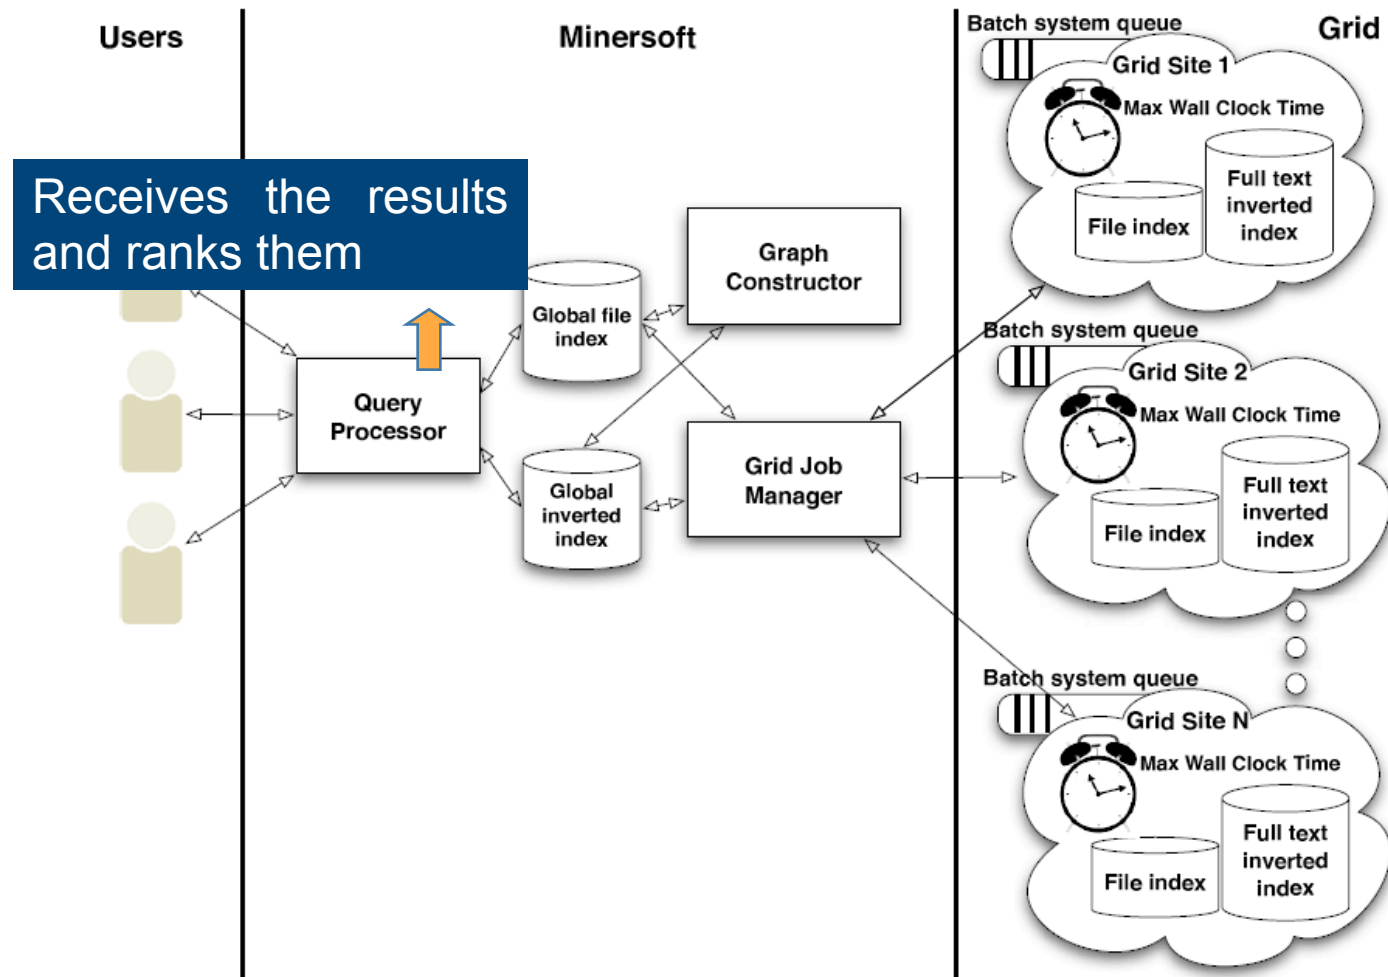 Users
Minersoft
Grid
Receives the results
and ranks them
Query
Processor
Global file
index
Global
inverted
index
Graph
Constructor
Grid Job
Manager
Batch system queue
Grid Site 1
Max Wall Clock Time
File index
Full text
inverted
index
Batch system queue
Grid Site 2
Max Wall Clock Time
File index
Full text
inverted
index
Batch system queue
Grid Site N
Max Wall Clock Time
File index
Full text
inverted
index